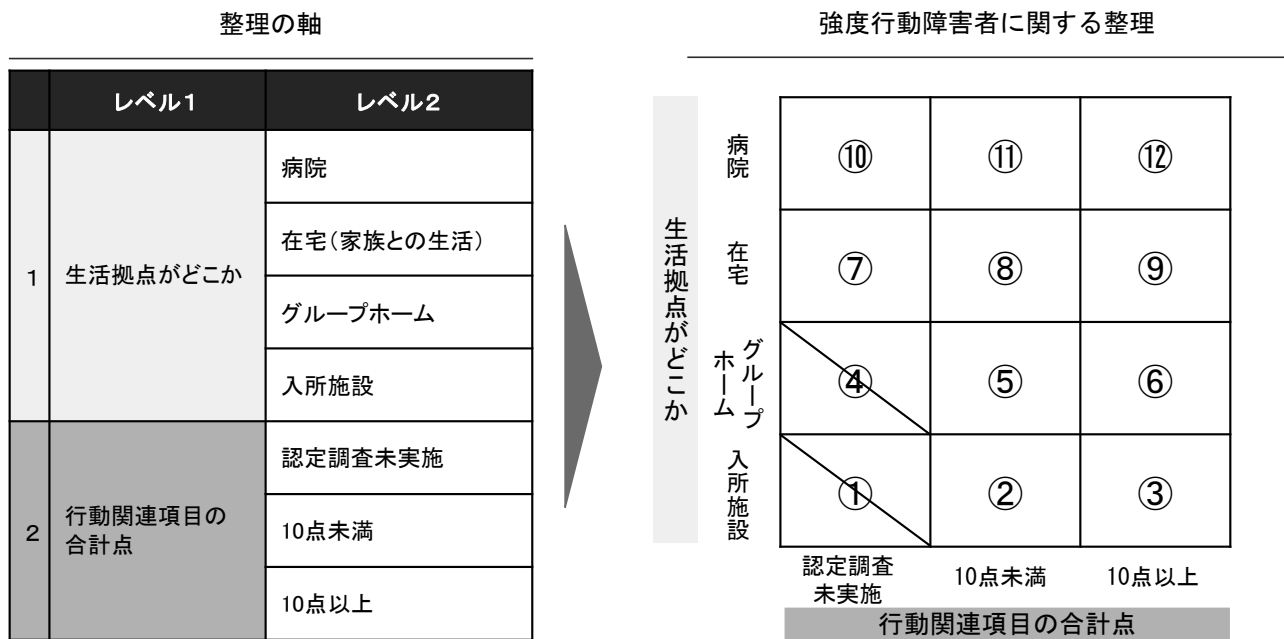 整理の軸
レベル1
レベル2
1
生活拠点がどこか
病院
在宅(家族との生活)
グループホーム
入所施設
2
行動関連項目の
合計点
認定調査未実施
10点未満
10点以上
強度行動障害者に関する整理
生活拠点がどこか
病院
⑩
⑪
⑫
在宅
⑦
⑧
⑨
グループ
ホーム
④
⑤
⑥
入所施設
①
②
③
認定調査
未実施
10点未満
10点以上
行動関連項目の合計点